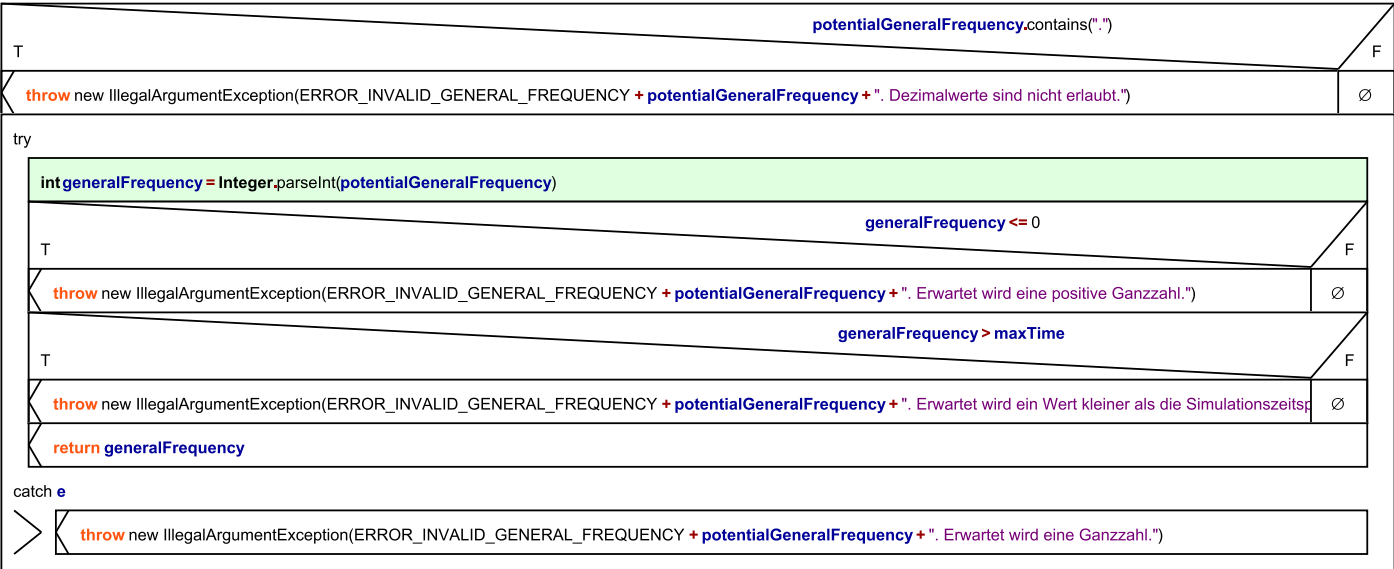 potentialGeneralFrequency.contains(".")
T F
throw new IllegalArgumentException(ERROR_INVALID_GENERAL_FREQUENCY + potentialGeneralFrequency + ". Dezimalwerte sind nicht erlaubt.") ∅
try
int generalFrequency = Integer.parseInt(potentialGeneralFrequency)
generalFrequency <= 0
T F
throw new IllegalArgumentException(ERROR_INVALID_GENERAL_FREQUENCY + potentialGeneralFrequency + ". Erwartet wird eine positive Ganzzahl.") ∅
generalFrequency > maxTime
T F
throw new IllegalArgumentException(ERROR_INVALID_GENERAL_FREQUENCY + potentialGeneralFrequency + ". Erwartet wird ein Wert kleiner als die ∅
return generalFrequency
catch e
throw new IllegalArgumentException(ERROR_INVALID_GENERAL_FREQUENCY + potentialGeneralFrequency + ". Erwartet wird eine Ganzzahl.")